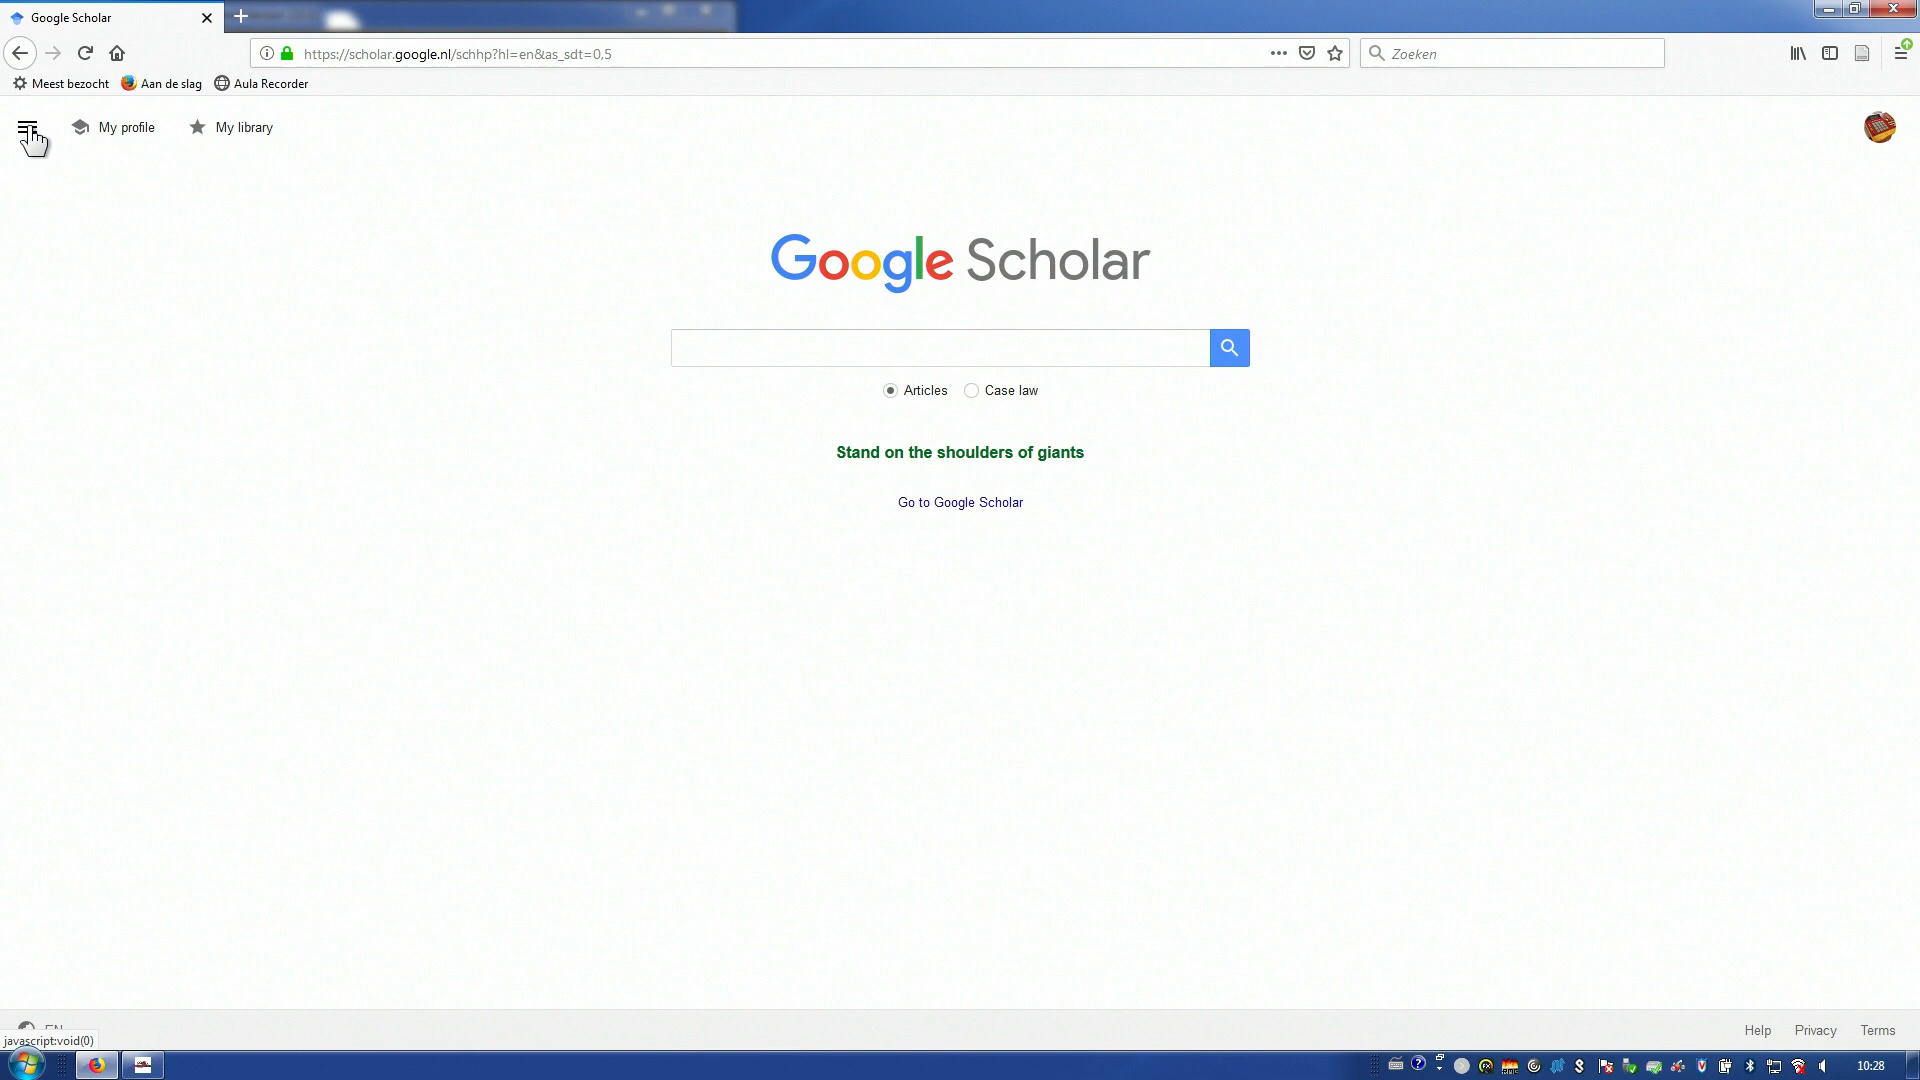 Google Scholar
https://scholar.google.nl/schhp?hl=en&as_sdt=0,5
Zoeken
Meest bezocht
Aan de slag
Aula Recorder
My profile
My library
Google Scholar
Articles
Case law
Stand on the shoulders of giants
Go to Google Scholar
EN
Help
Privacy
Terms
javascript:void(0)
10:28